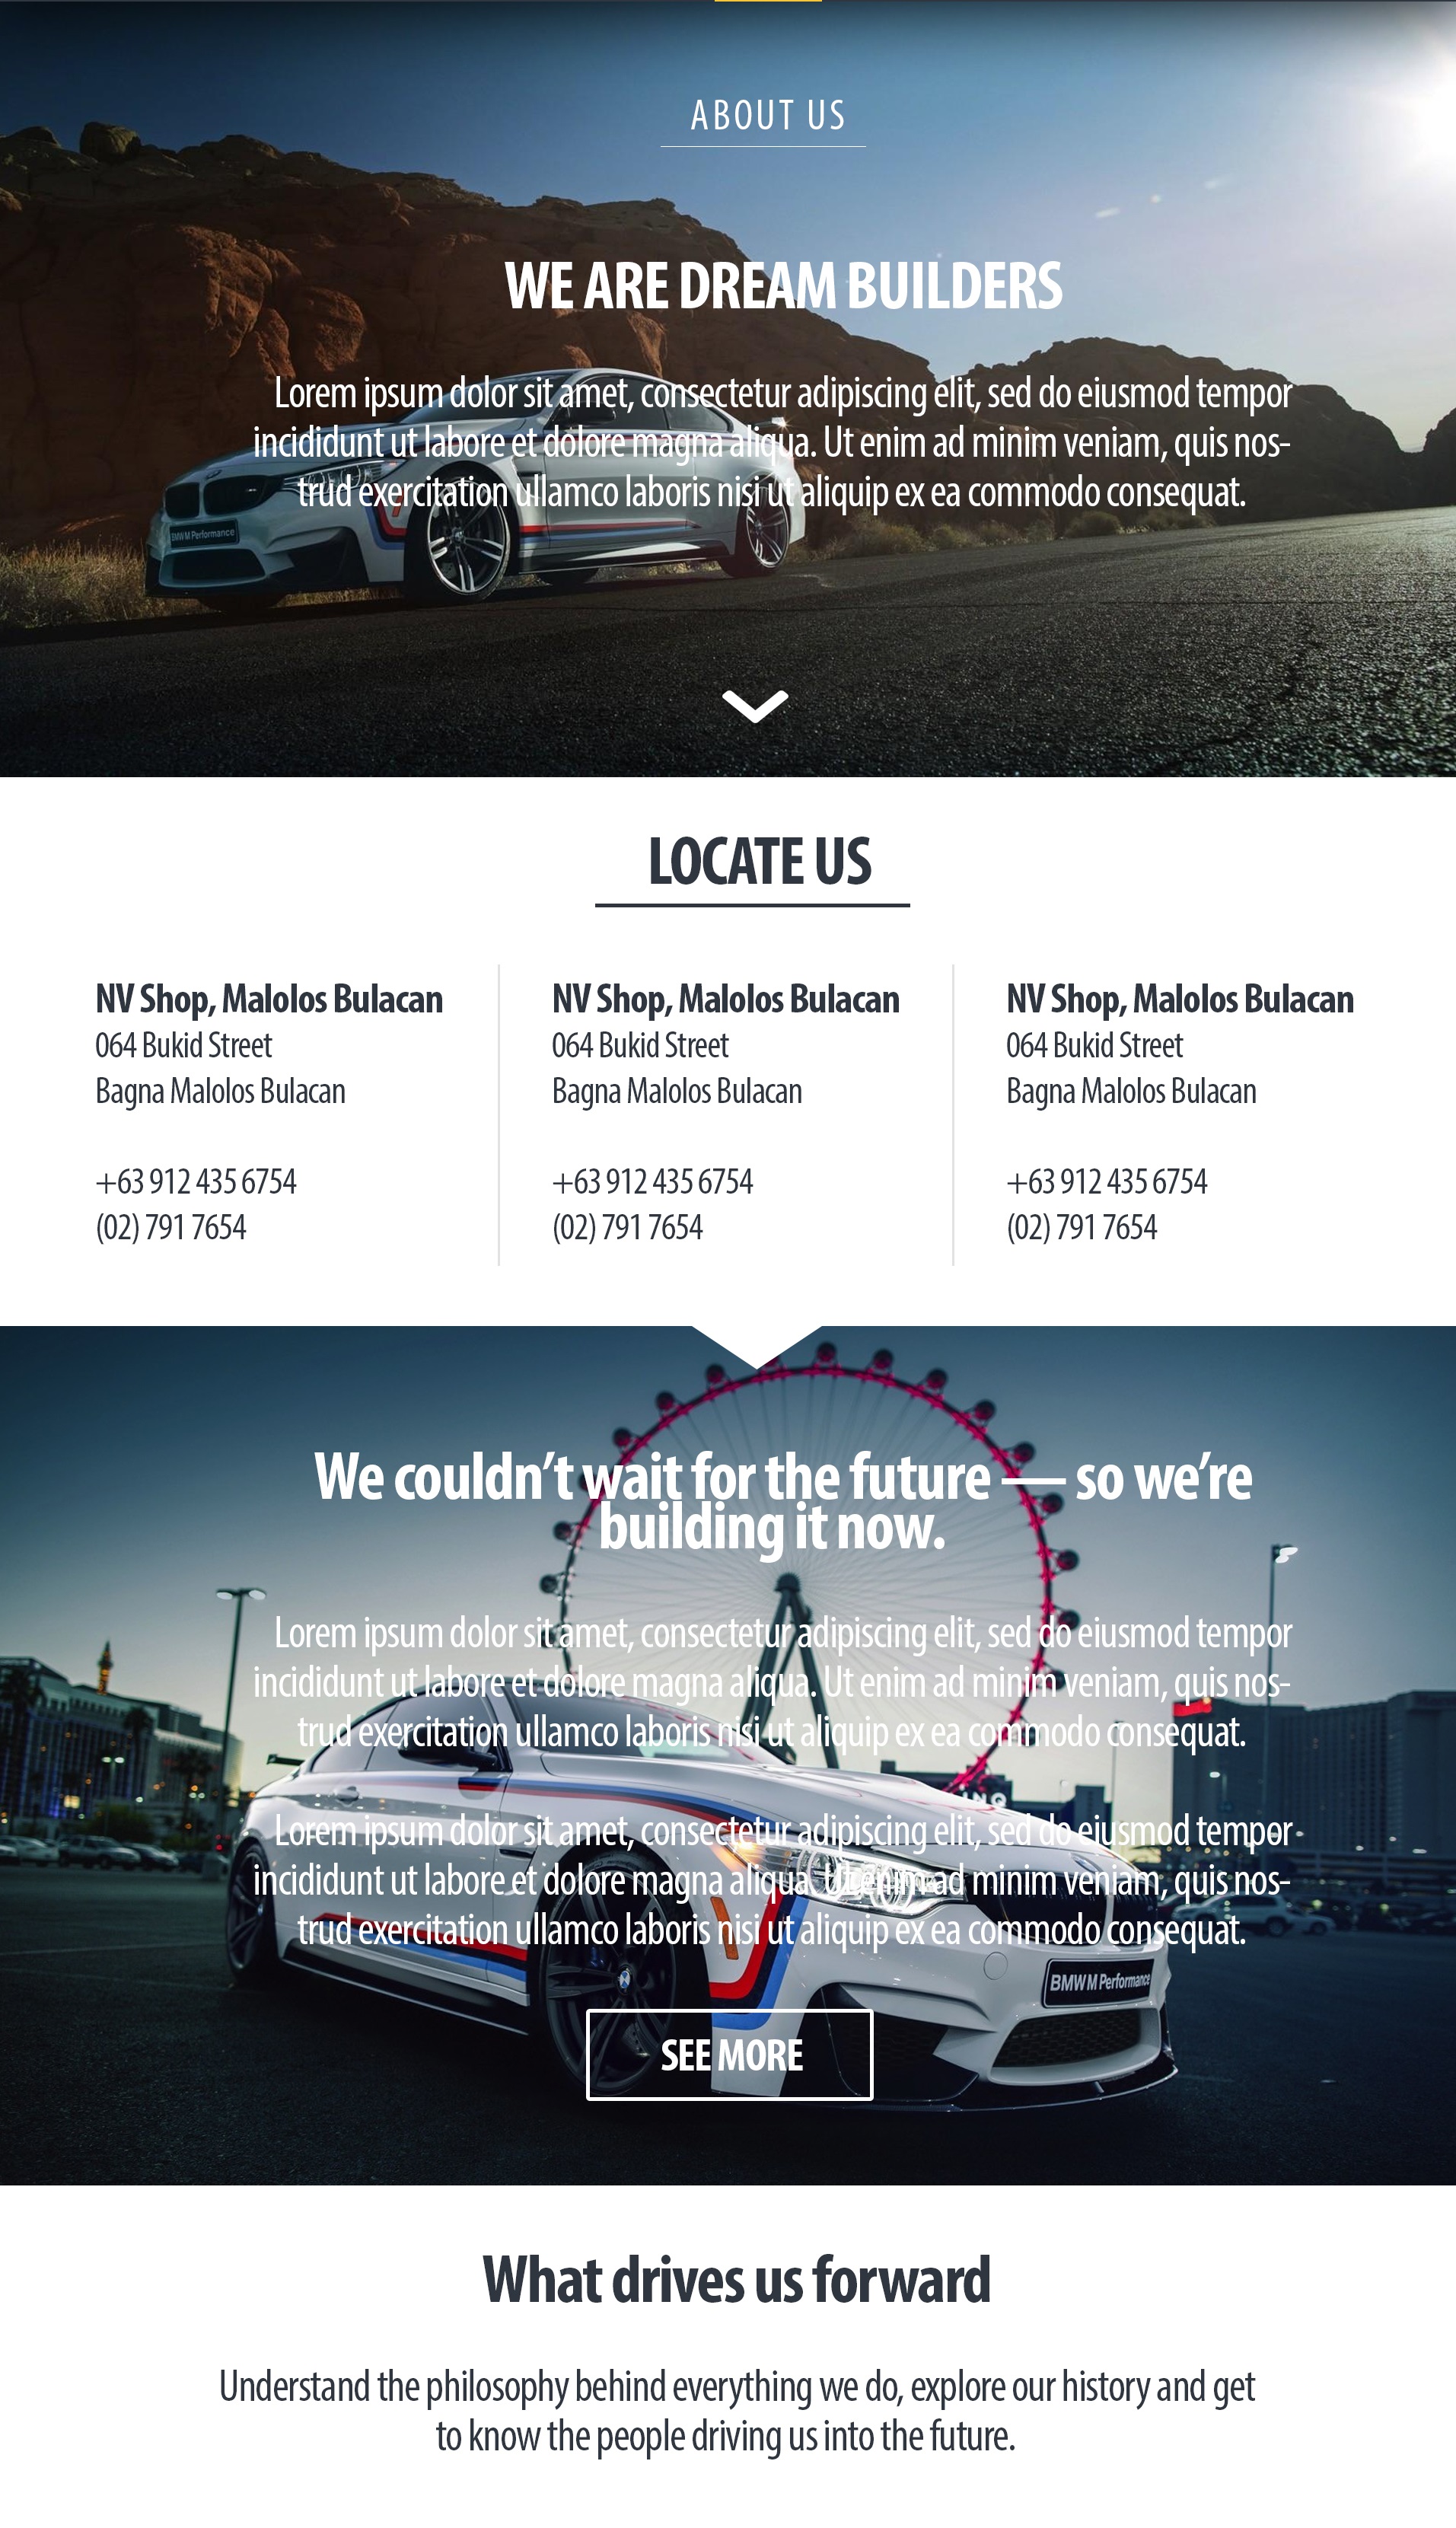 ABOUT US
WE ARE DREAM BUILDERS
Lorem ipsum dolor sit amet, consectetur adipiscing elit, sed do eiusmod tempor
incididunt ut labore et dolore magna aliqua. Ut enim ad minim veniam, quis nos-
trud exercitation ullamco laboris nisi ut aliquip ex ea commodo consequat.
BMW M Performance
LOCATE US
NV Shop, Malolos Bulacan
064 Bukid Street
Bagna Malolos Bulacan
+63 912 435 6754
(02) 791 7654
NV Shop, Malolos Bulacan
064 Bukid Street
Bagna Malolos Bulacan
+63 912 435 6754
(02) 791 7654
NV Shop, Malolos Bulacan
064 Bukid Street
Bagna Malolos Bulacan
+63 912 435 6754
(02) 791 7654
We couldn’t wait for the future — so we’re
building it now.
Lorem ipsum dolor sit amet, consectetur adipiscing elit, sed do eiusmod tempor
incididunt ut labore et dolore magna aliqua. Ut enim ad minim veniam, quis nos-
trud exercitation ullamco laboris nisi ut aliquip ex ea commodo consequat.
Lorem ipsum dolor sit amet, consectetur adipiscing elit, sed do eiusmod tempor
incididunt ut labore et dolore magna aliqua. Ut enim ad minim veniam, quis nos-
trud exercitation ullamco laboris nisi ut aliquip ex ea commodo consequat.
BMW M Performance
SEE MORE
What drives us forward
Understand the philosophy behind everything we do, explore our history and get
to know the people driving us into the future.